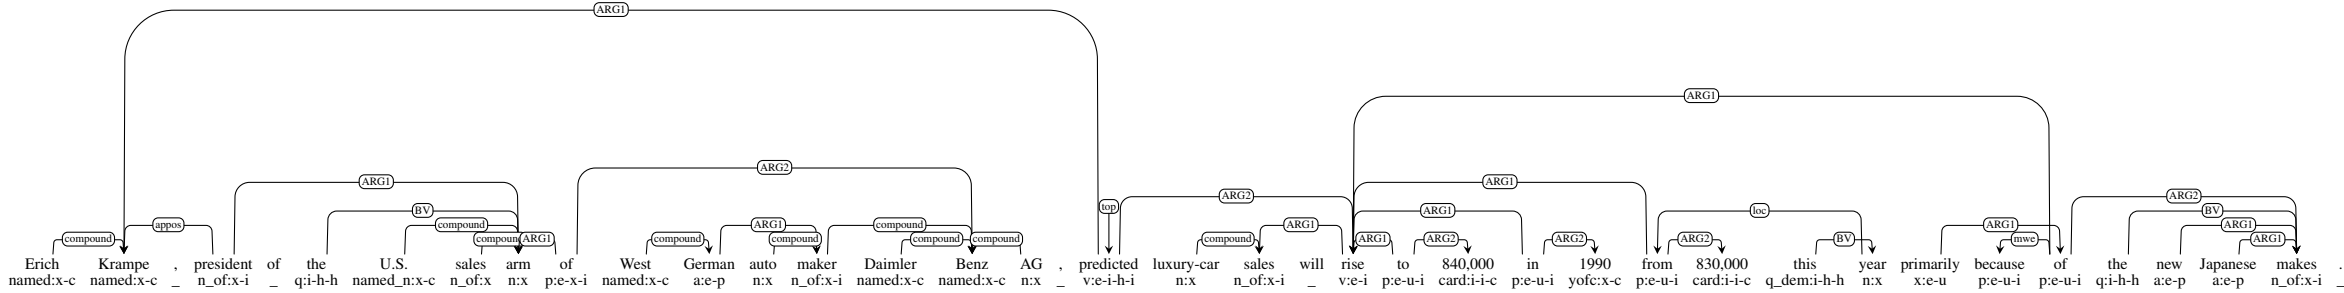 ARG1
ARG1
ARG2
ARG1 ARG1
ARG2 ARG2
top
BV ARG1 loc BV
appos compound ARG1 compound ARG1 ARG1 ARG1
compound compound ARG1 compound compound compound compound compound ARG1 ARG2 ARG2 ARG2 BV mwe ARG1
Erich Krampe , president of the U.S. sales arm of West German auto maker Daimler Benz AG , predicted luxury-car sales will rise to 840,000 in 1990 from 830,000 this year primarily because of the new Japanese makes .
named:x-c named:x-c _ n_of:x-i _ q:i-h-h named_n:x-c n_of:x n:x p:e-x-i named:x-c a:e-p n:x n_of:x-i named:x-c named:x-c n:x _ v:e-i-h-i n:x n_of:x-i _ v:e-i p:e-u-i card:i-i-c p:e-u-i yofc:x-c p:e-u-i card:i-i-c q_dem:i-h-h n:x x:e-u p:e-u-i p:e-u-i q:i-h-h a:e-p a:e-p n_of:x-i _